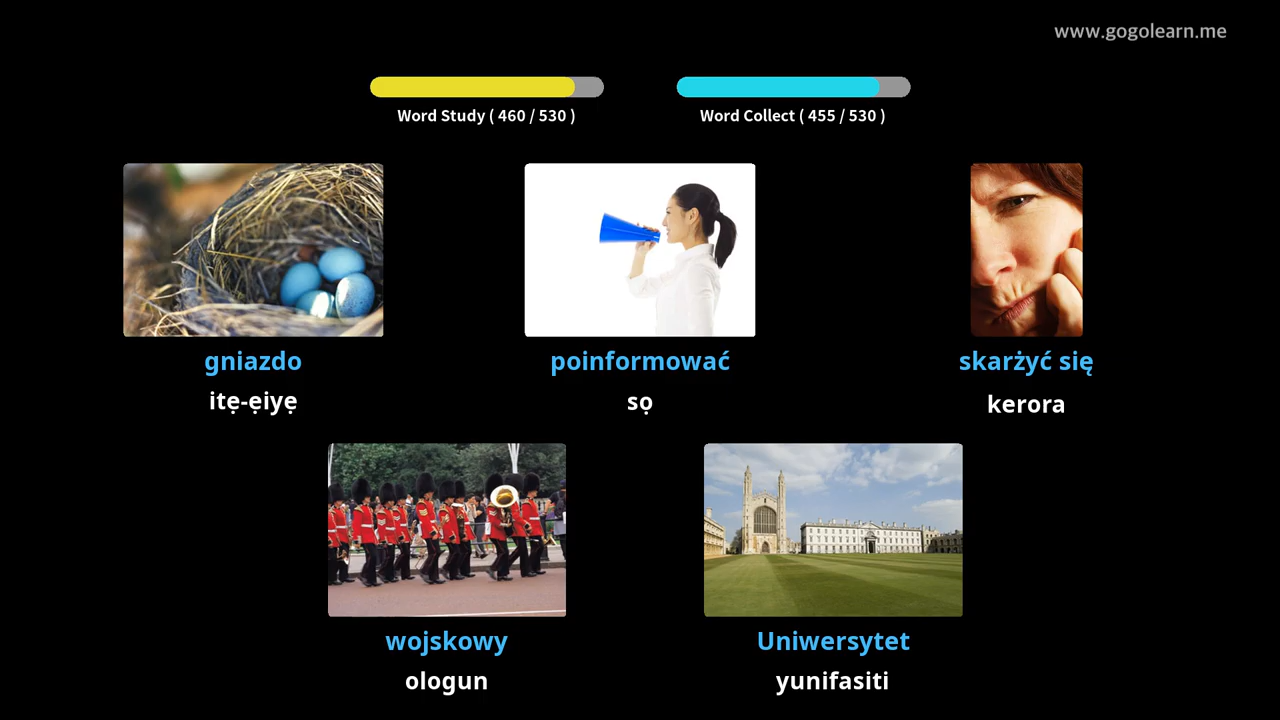 www.gogolearn.me
Word Study ( 460 / 530 )
Word Collect ( 455 / 530 )
gniazdo
itẹ-ẹiyẹ
poinformować
sọ
skarżyć się
kerora
wojskowy
ologun
Uniwersytet
yunifasiti